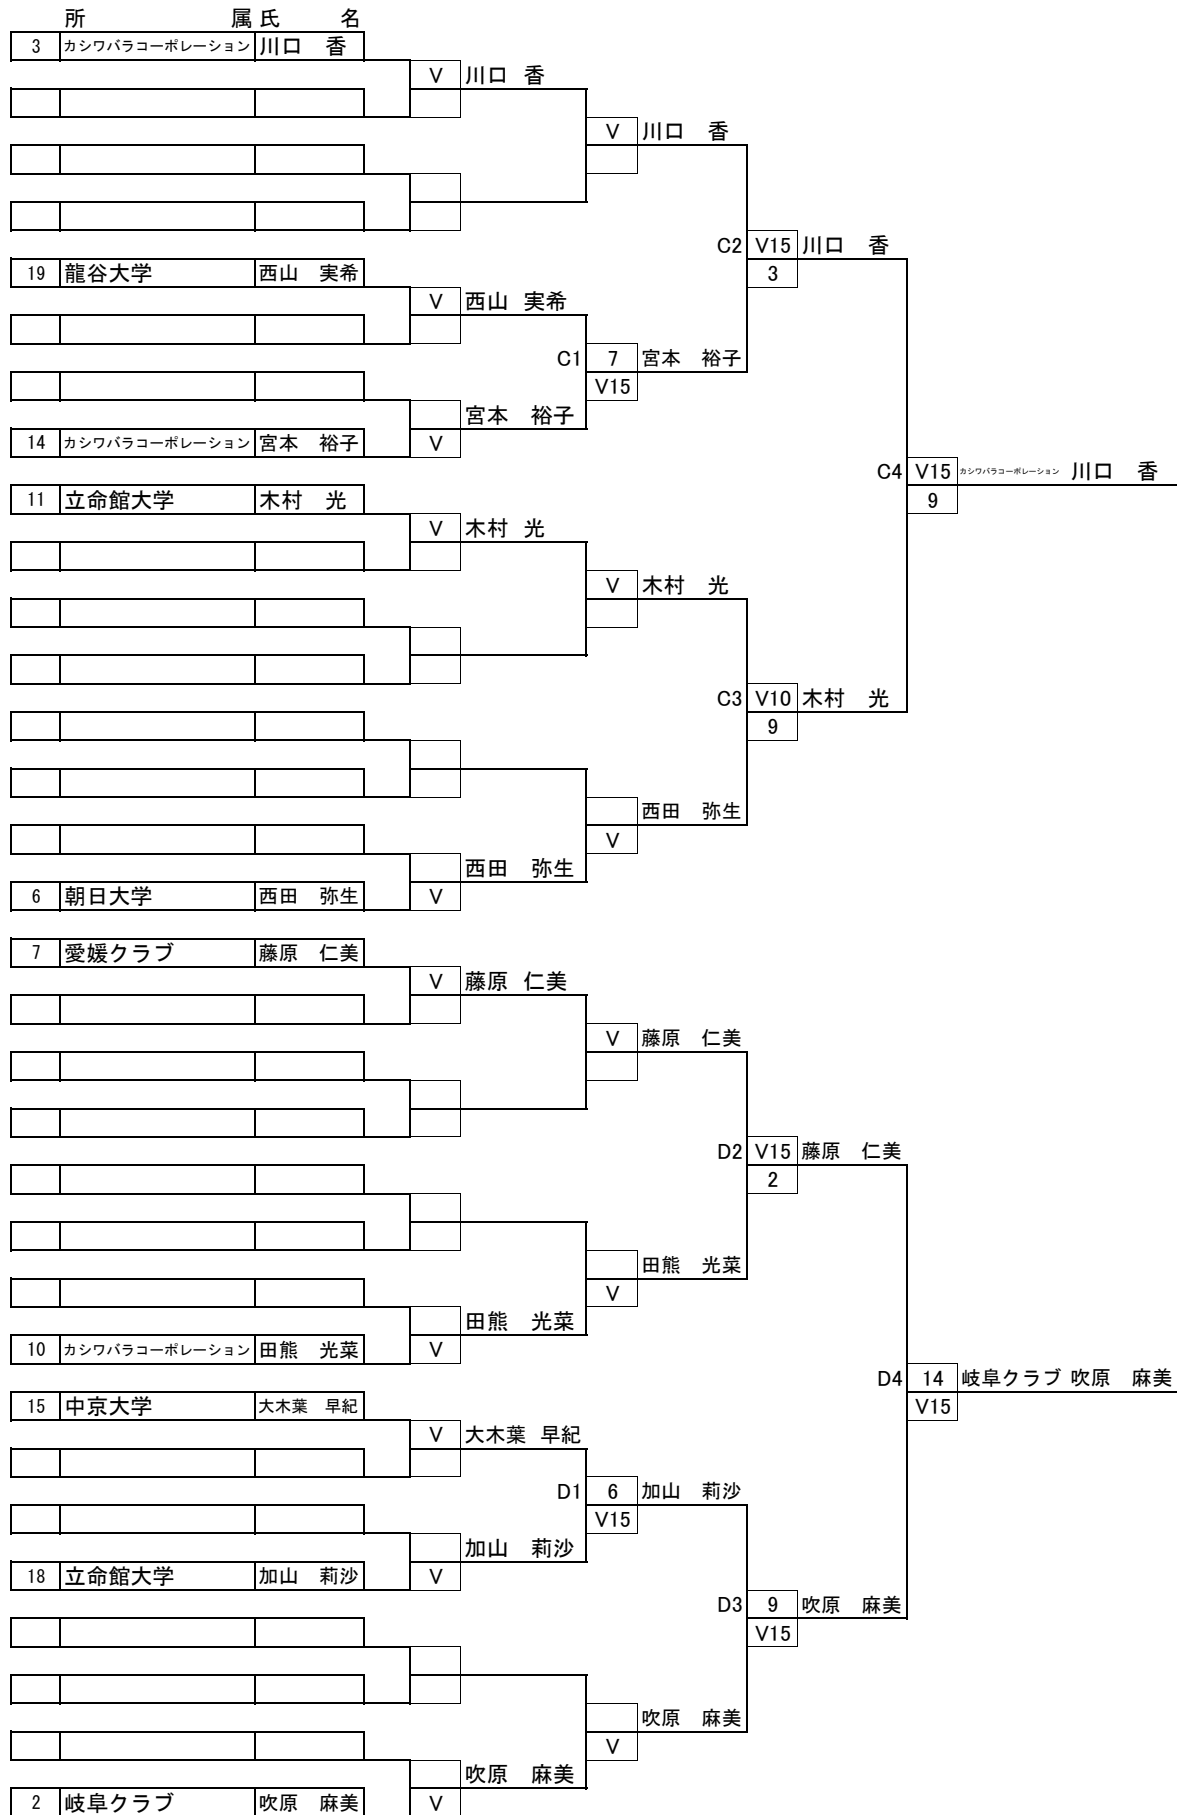 所 属 氏 名
3 カシワバラコーポレーション 川口 香
V 川口 香
V 川口 香
C2 V15 川口 香
19 龍谷大学 西山 実希
3
V 西山 実希
C1 7 宮本 裕子
V15
宮本 裕子
14 カシワバラコーポレーション 宮本 裕子 V
C4 V15 カシワバラコーポレーション 川口 香
11 立命館大学 木村 光
9
V 木村 光
V 木村 光
C3 V10 木村 光
9
西田 弥生
V
西田 弥生
6 朝日大学 西田 弥生 V
7 愛媛クラブ 藤原 仁美
V 藤原 仁美
V 藤原 仁美
D2 V15 藤原 仁美
2
田熊 光菜
V
田熊 光菜
10 カシワバラコーポレーション 田熊 光菜 V
D4 14 岐阜クラブ 吹原 麻美
15 中京大学 大木葉 早紀
V15
V 大木葉 早紀
D1 6 加山 莉沙
V15
加山 莉沙
18 立命館大学 加山 莉沙 V
D3 9 吹原 麻美
V15
吹原 麻美
V
吹原 麻美
2 岐阜クラブ 吹原 麻美 V